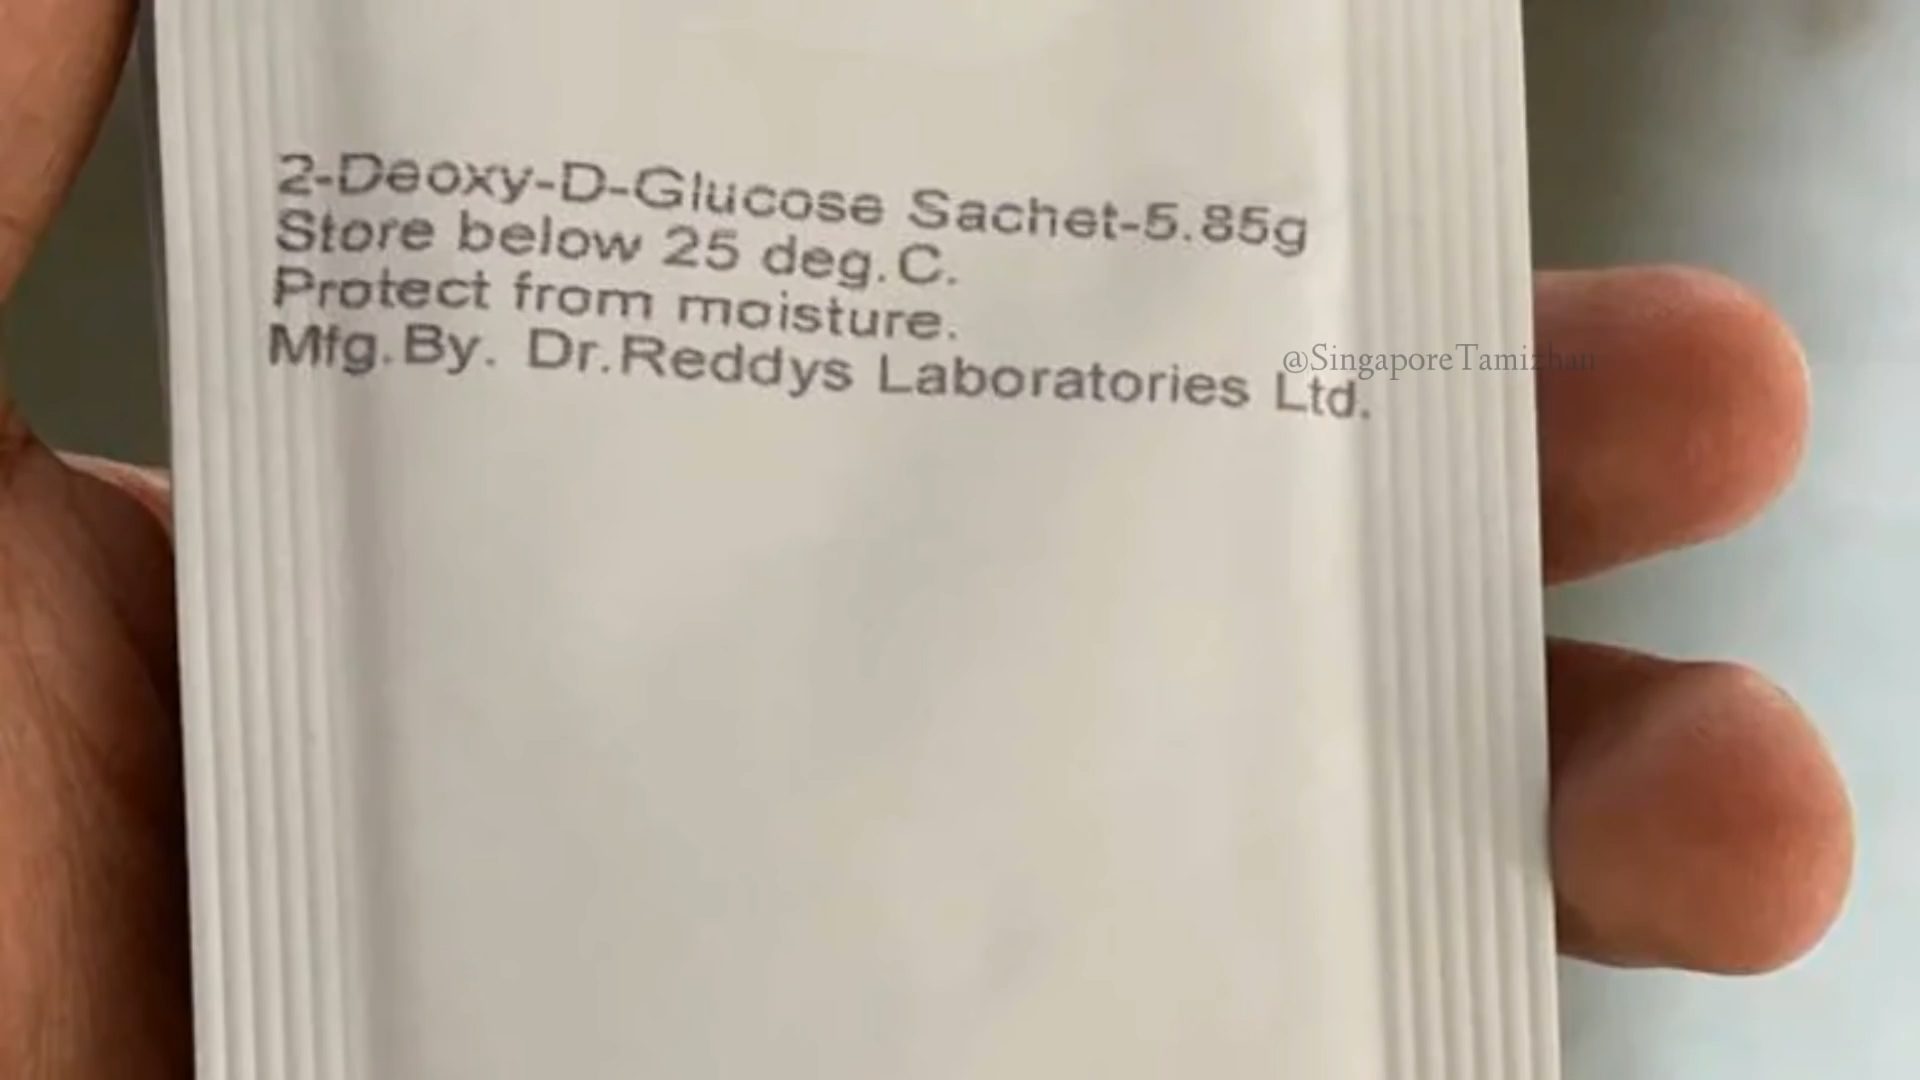 2-Deoxy-D-Glucose Sachet-5.85g
Store below 25 deg.C.
Protect from moisture.
Mfg.By. Dr.Reddys Laboratories Ltd.
@SingaporeTamizhan